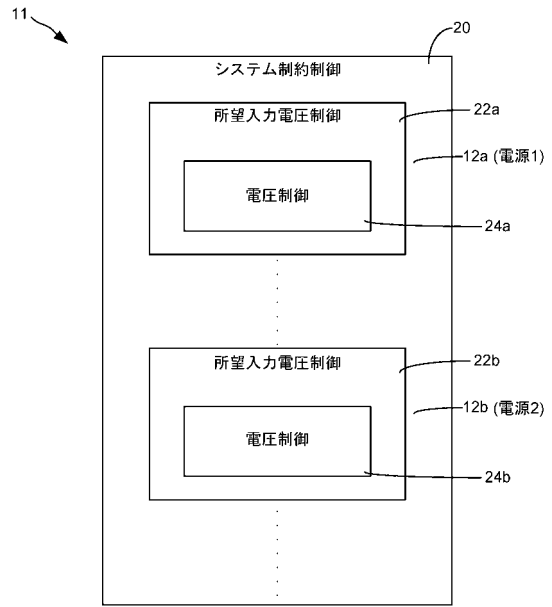 11
20
システム制約制御
所望入力電圧制御
22a
12a (電源1)
電圧制御
24a
所望入力電圧制御
22b
12b (電源2)
電圧制御
24b